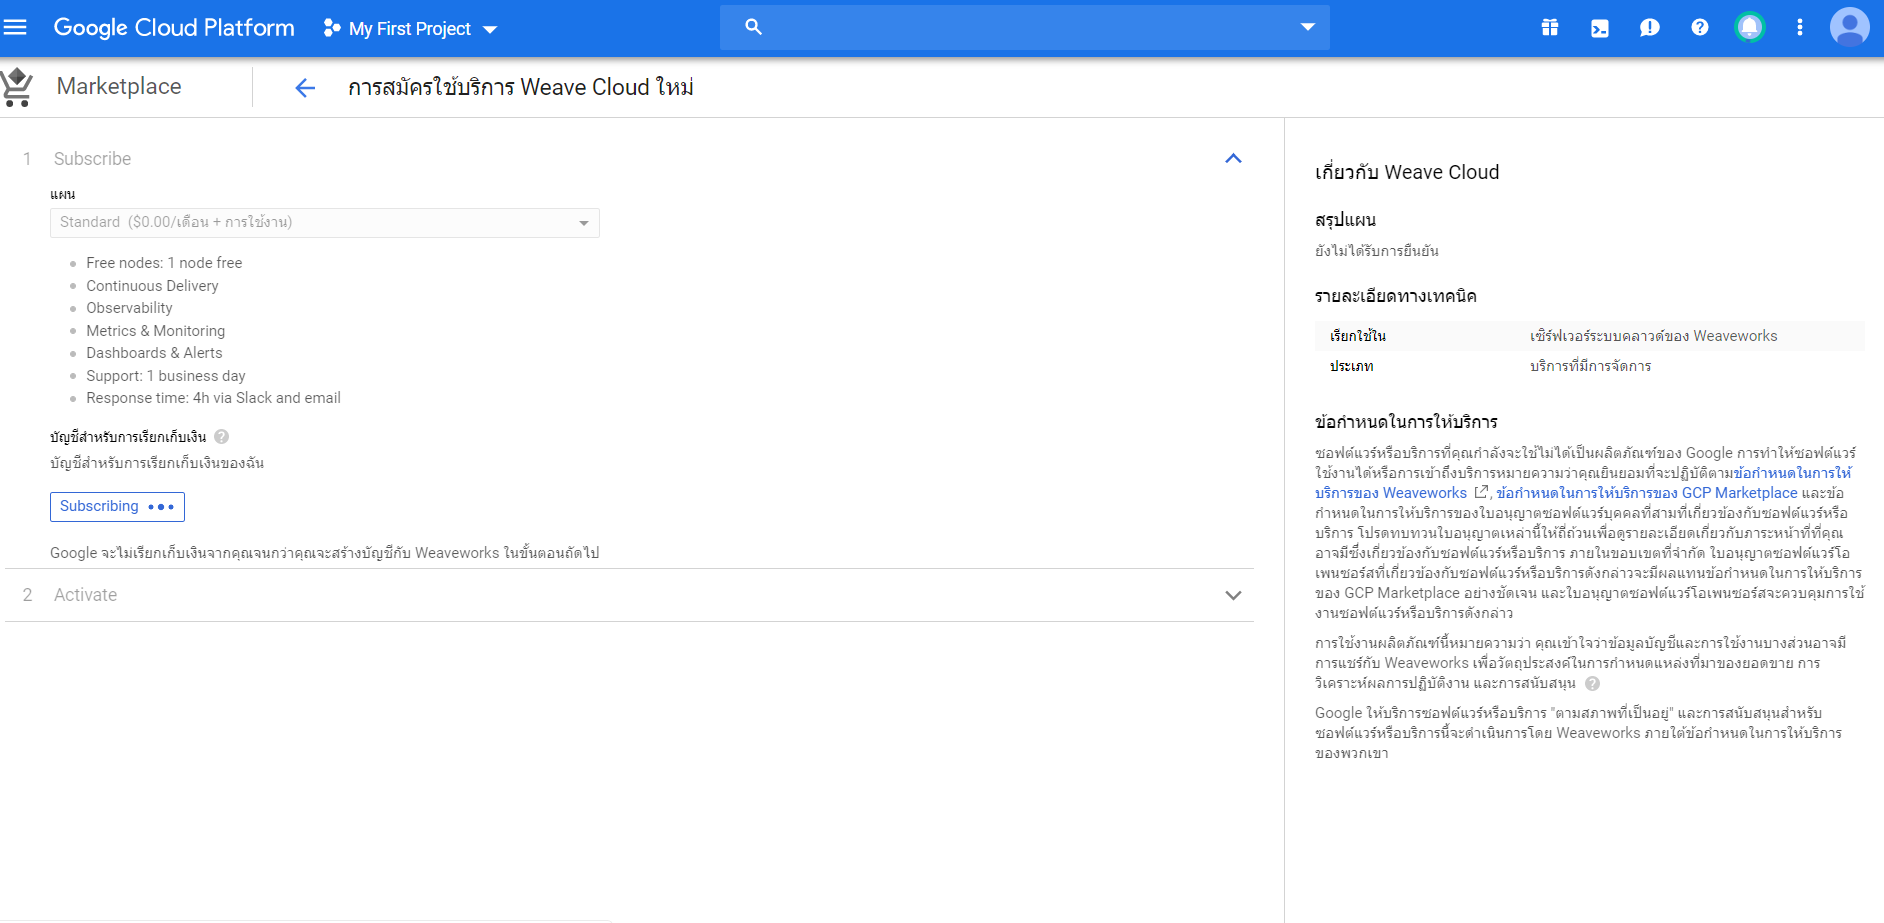 Google Cloud Platform
My First Project
Marketplace
การสมัครใช้บริการ Weave Cloud ใหม่
1 Subscribe
แผน
Standard ($0.00/เดือน + การใช้งาน)
Free nodes: 1 node free
Continuous Delivery
Observability
Metrics & Monitoring
Dashboards & Alerts
Support: 1 business day
Response time: 4h via Slack and email
บัญชีสำหรับการเรียกเก็บเงิน
บัญชีสำหรับการเรียกเก็บเงินของฉัน
Subscribing
Google จะไม่เรียกเก็บเงินจากคุณจนกว่าคุณจะสร้างบัญชีกับ Weaveworks ในขั้นตอนถัดไป
2 Activate
เกี่ยวกับ Weave Cloud
สรุปแผน
ยังไม่ได้รับการยืนยัน
รายละเอียดทางเทคนิค
เรียกใช้ใน เซิร์ฟเวอร์ระบบคลาวด์ของ Weaveworks
ประเภท บริการที่มีการจัดการ
ข้อกำหนดในการให้บริการ
ซอฟต์แวร์หรือบริการที่คุณกำลังจะใช้ไม่ได้เป็นผลิตภัณฑ์ของ Google การทำให้ซอฟต์แวร์
ใช้งานได้หรือการเข้าถึงบริการหมายความว่าคุณยินยอมที่จะปฏิบัติตามข้อกำหนดในการให้
บริการของ Weaveworks , ข้อกำหนดในการให้บริการของ GCP Marketplace และข้อ
กำหนดในการให้บริการของใบอนุญาตซอฟต์แวร์บุคคลที่สามที่เกี่ยวข้องกับซอฟต์แวร์หรือ
บริการ โปรดทบทวนใบอนุญาตเหล่านี้ให้ถี่ถ้วนเพื่อดูรายละเอียดเกี่ยวกับภาระหน้าที่ที่คุณ
อาจมีซึ่งเกี่ยวข้องกับซอฟต์แวร์หรือบริการ ภายในขอบเขตที่จำกัด ใบอนุญาตซอฟต์แวร์โอ
เพนซอร์สที่เกี่ยวข้องกับซอฟต์แวร์หรือบริการดังกล่าวจะมีผลแทนข้อกำหนดในการให้บริการ
ของ GCP Marketplace อย่างชัดเจน และใบอนุญาตซอฟต์แวร์โอเพนซอร์สจะควบคุมการใช้
งานซอฟต์แวร์หรือบริการดังกล่าว
การใช้งานผลิตภัณฑ์นี้หมายความว่า คุณเข้าใจว่าข้อมูลบัญชีและการใช้งานบางส่วนอาจมี
การแชร์กับ Weaveworks เพื่อวัตถุประสงค์ในการกำหนดแหล่งที่มาของยอดขาย การ
วิเคราะห์ผลการปฏิบัติงาน และการสนับสนุน
Google ให้บริการซอฟต์แวร์หรือบริการ "ตามสภาพที่เป็นอยู่" และการสนับสนุนสำหรับ
ซอฟต์แวร์หรือบริการนี้จะดำเนินการโดย Weaveworks ภายใต้ข้อกำหนดในการให้บริการ
ของพวกเขา